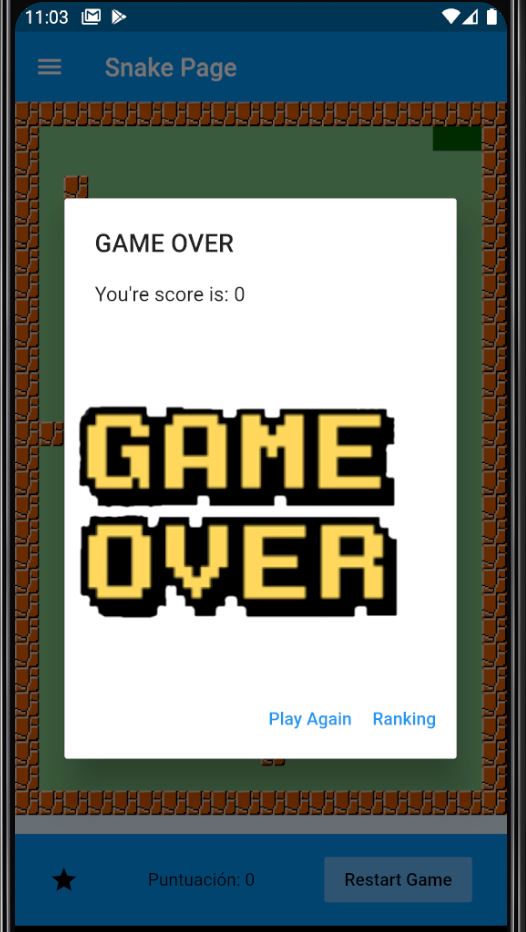 11:03
Snake Page
GAME OVER
You're score is: 0
GAME
OVER
Play Again Ranking
Puntuación: 0 Restart Game